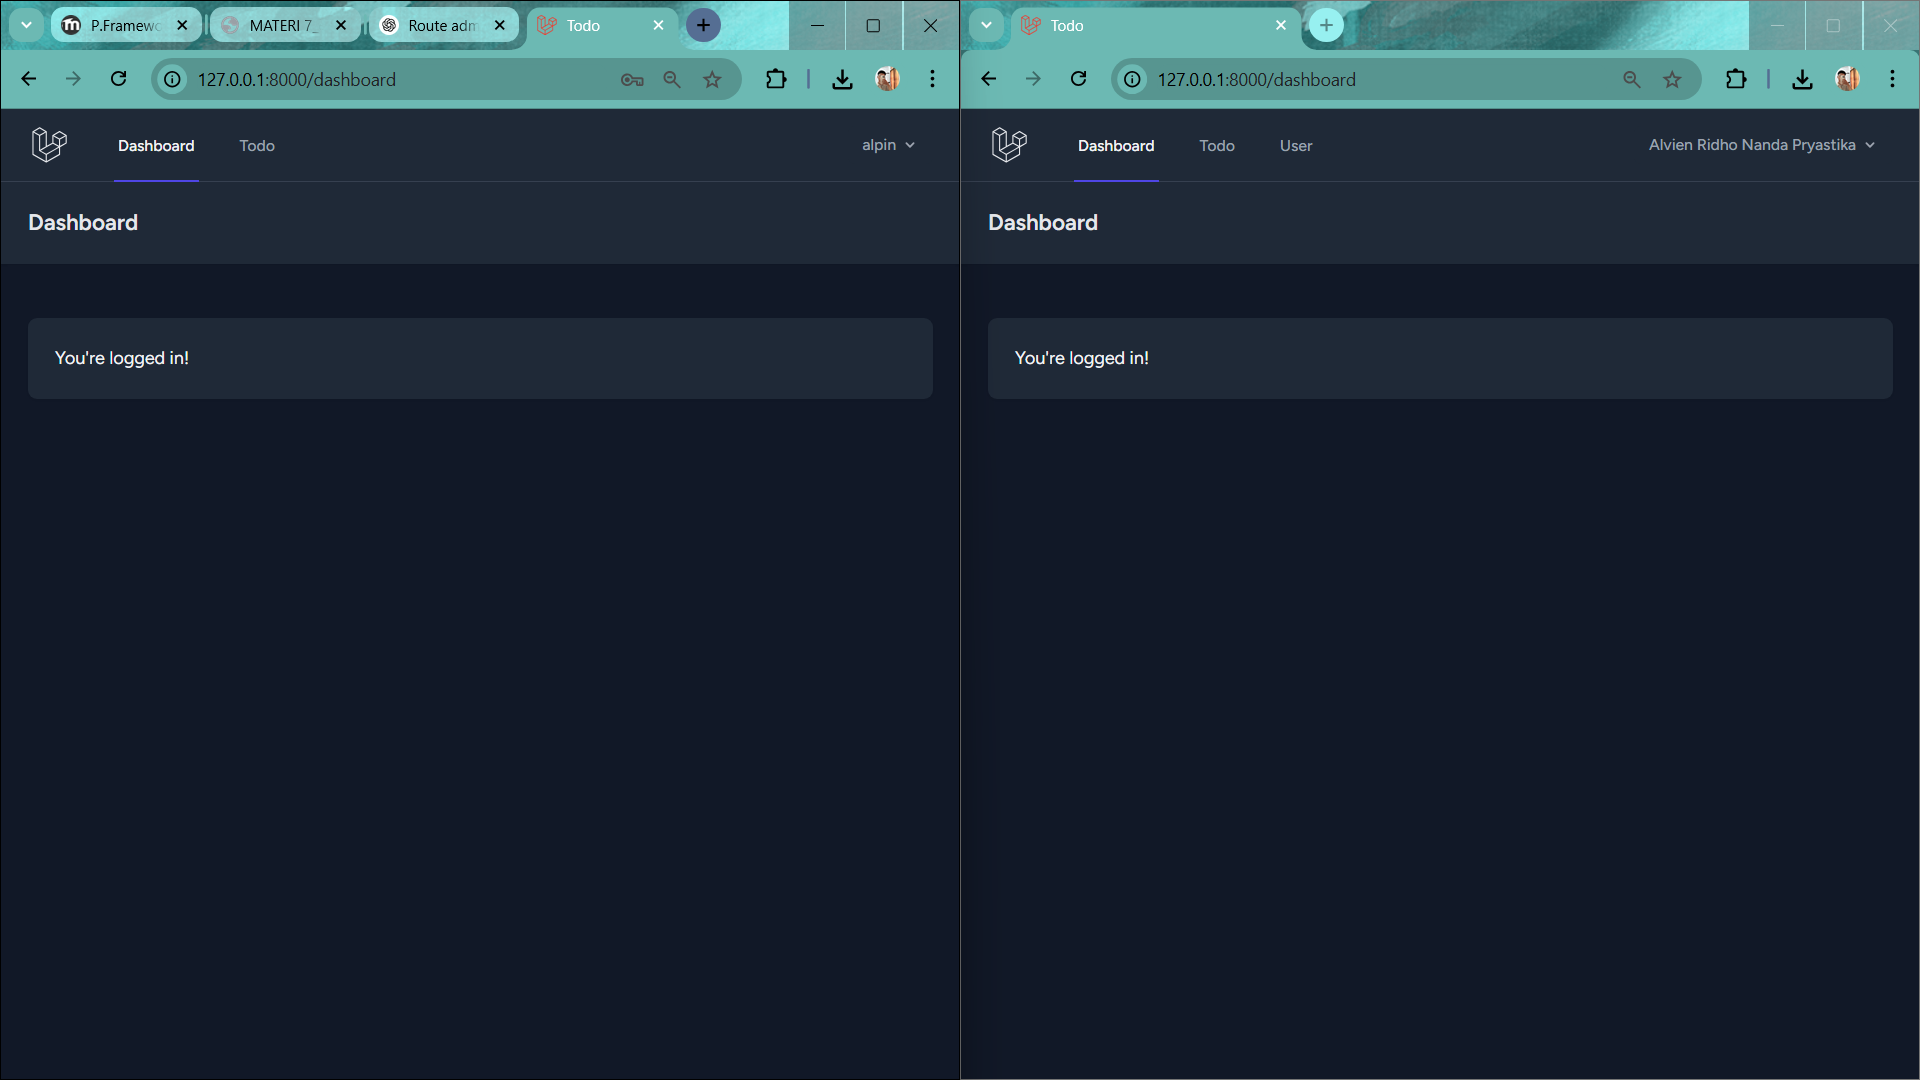 P.Framewo
MATERI 7_
Route adm
Todo
127.0.0.1:8000/dashboard
Dashboard
Todo
alpin
Dashboard
You're logged in!
Todo
127.0.0.1:8000/dashboard
Dashboard
Todo
User
Alvien Ridho Nanda Pryastika
Dashboard
You're logged in!